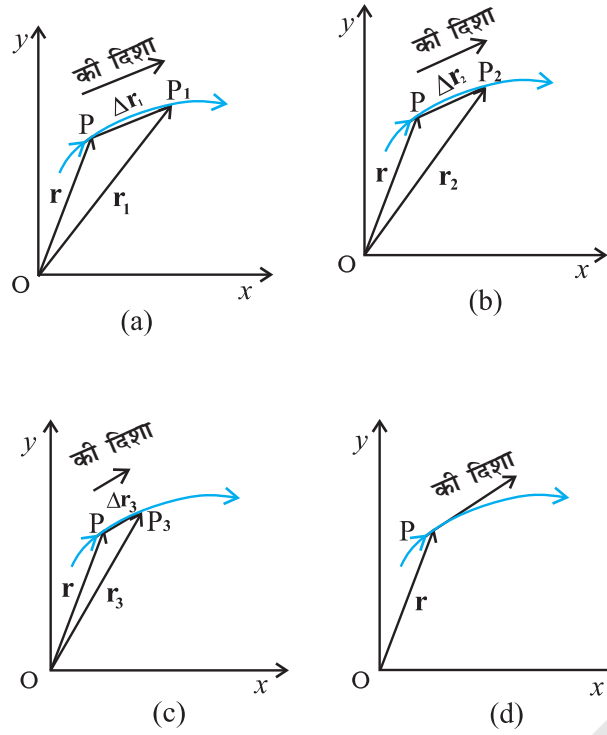 y
की दिशा
Δr₁
P
P₁
r
r₁
O
x
(a)
y
की दिशा
Δr₂
P
P₂
r
r₂
O
x
(b)
y
की दिशा
Δr₃
P
P₃
r
r₃
O
x
(c)
y
की दिशा
P
r
O
x
(d)